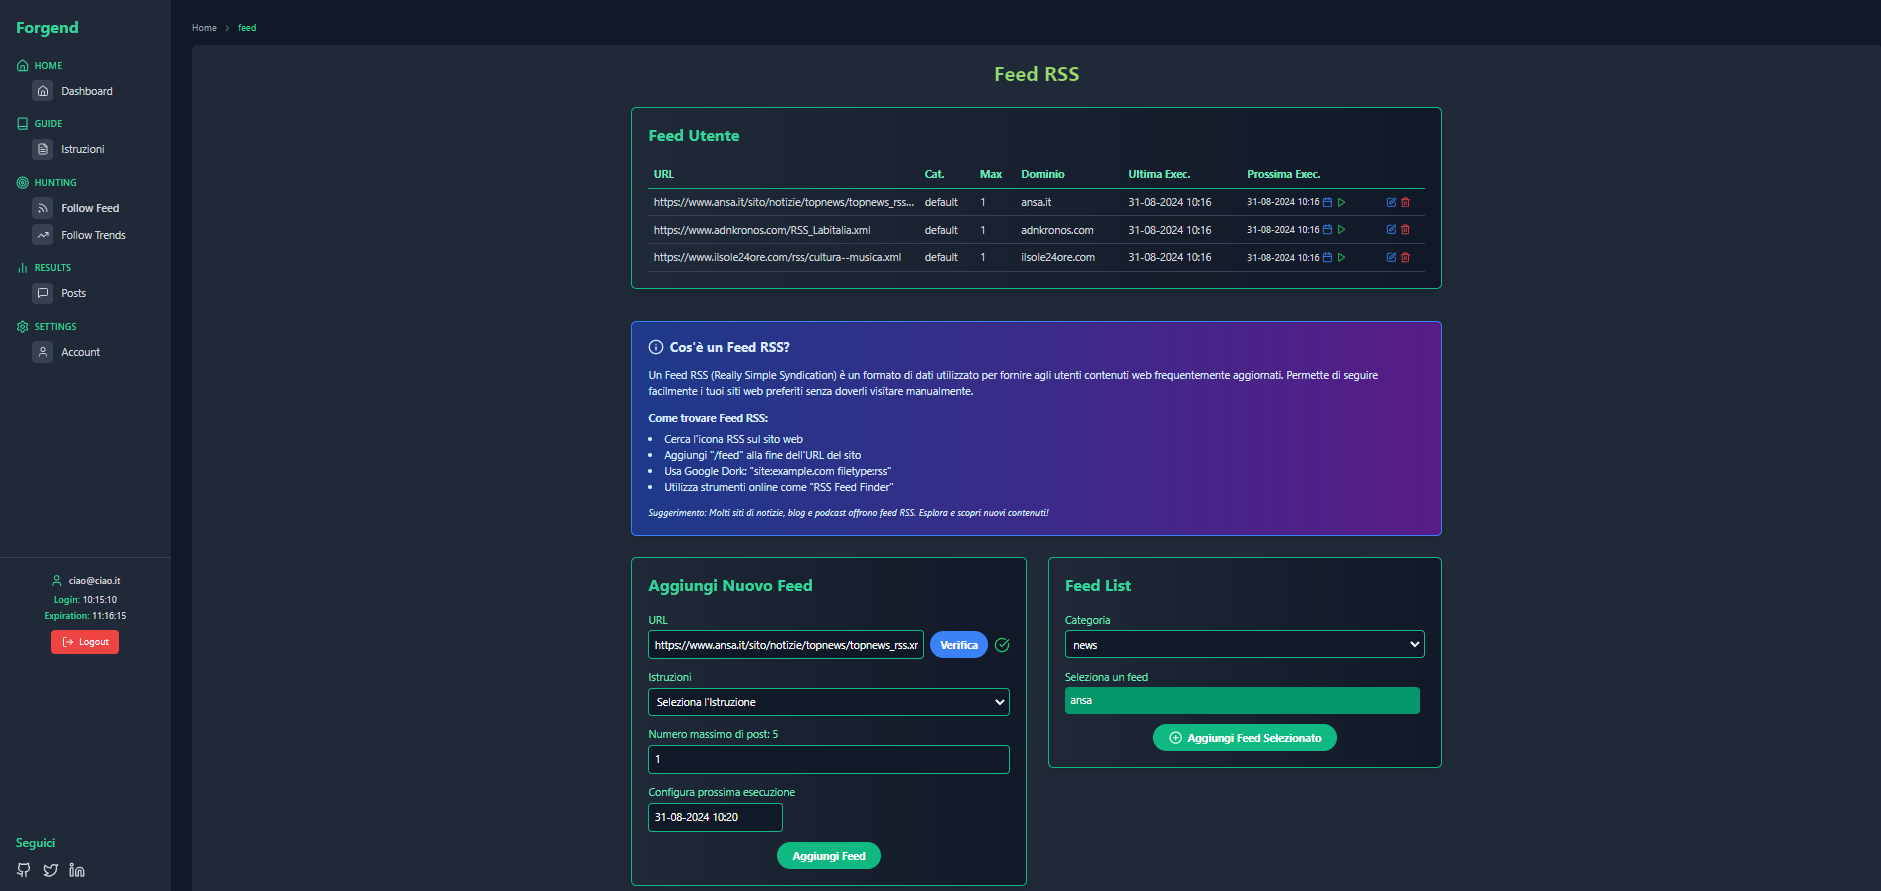 Forgend
HOME
Dashboard
GUIDE
Istruzioni
HUNTING
Follow Feed
Follow Trends
RESULTS
Posts
SETTINGS
Account
ciao@ciao.it
Login: 10:15:10
Expiration: 11:16:15
Logout
Seguici
Home > feed
Feed RSS
Feed Utente
URL Cat. Max Dominio Ultima Exec. Prossima Exec.
https://www.ansa.it/sito/notizie/topnews/topnews_rss... default 1 ansa.it 31-08-2024 10:16 31-08-2024 10:16
https://www.adnkronos.com/RSS_Labitalia.xml default 1 adnkronos.com 31-08-2024 10:16 31-08-2024 10:16
https://www.ilsole24ore.com/rss/cultura--musica.xml default 1 ilsole24ore.com 31-08-2024 10:16 31-08-2024 10:16
Cos'è un Feed RSS?
Un Feed RSS (Really Simple Syndication) è un formato di dati utilizzato per fornire agli utenti contenuti web frequentemente aggiornati. Permette di seguire
facilmente i tuoi siti web preferiti senza doverli visitare manualmente.
Come trovare Feed RSS:
• Cerca l'icona RSS sul sito web
• Aggiungi "/feed" alla fine dell'URL del sito
• Usa Google Dork: "site:example.com filetype:rss"
• Utilizza strumenti online come "RSS Feed Finder"
Suggerimento: Molti siti di notizie, blog e podcast offrono feed RSS. Esplora e scopri nuovi contenuti!
Aggiungi Nuovo Feed
URL
https://www.ansa.it/sito/notizie/topnews/topnews_rss.xr Verifica
Istruzioni
Seleziona l'Istruzione
Numero massimo di post: 5
1
Configura prossima esecuzione
31-08-2024 10:20
Aggiungi Feed
Feed List
Categoria
news
Seleziona un feed
ansa
Aggiungi Feed Selezionato